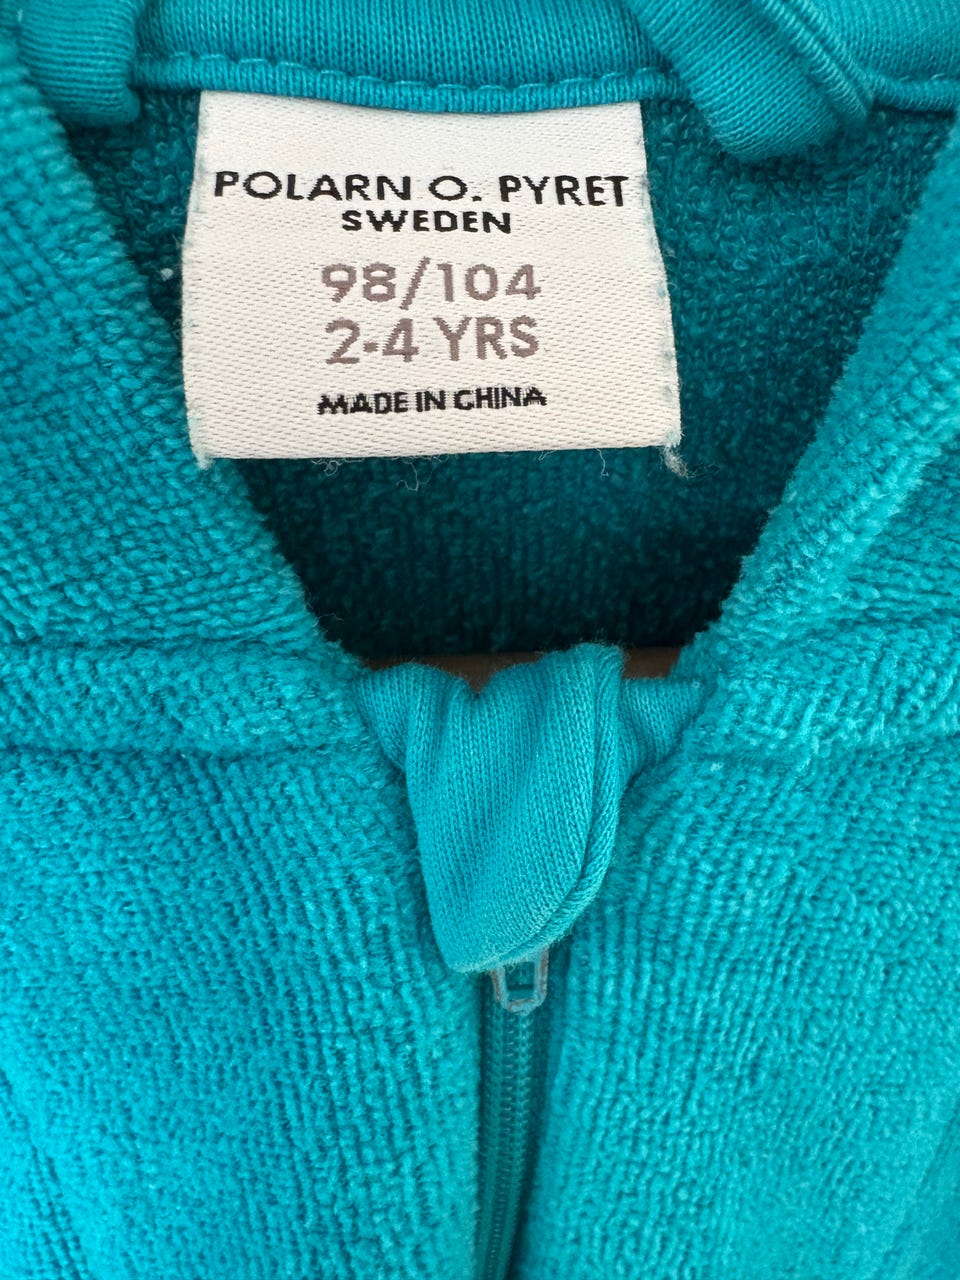 POLARN O. PYRET
SWEDEN
98/104
2-4 YRS
MADE IN CHINA